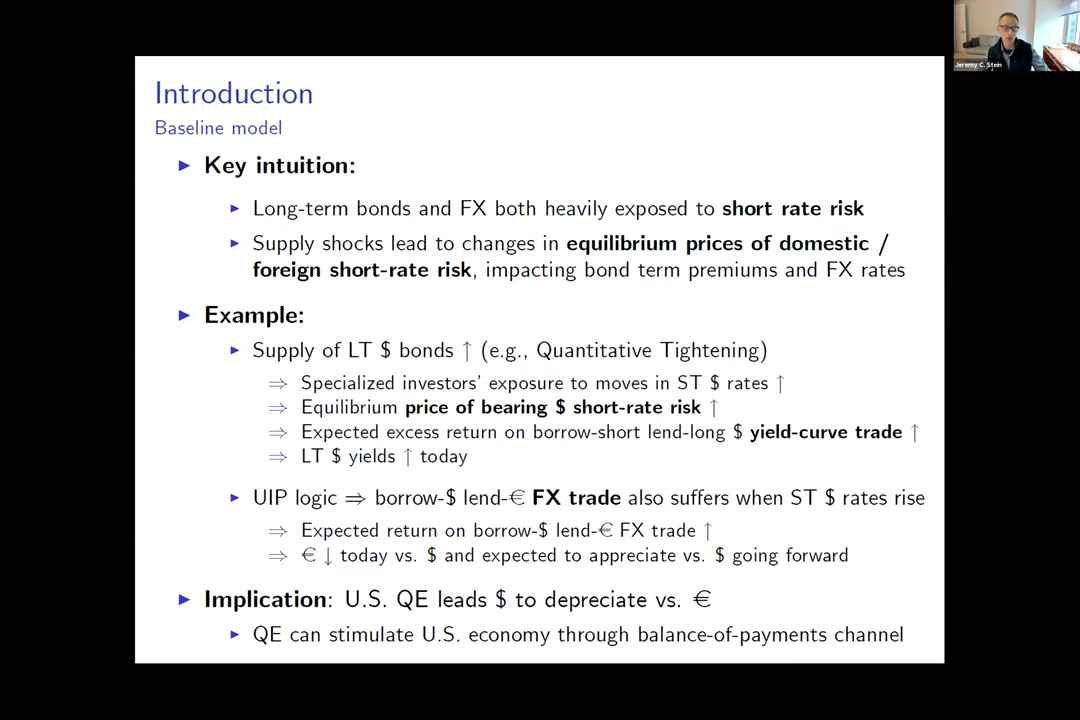 Jeremy C. Stein
Introduction
Baseline model
▶ Key intuition:
▶ Long-term bonds and FX both heavily exposed to short rate risk
▶ Supply shocks lead to changes in equilibrium prices of domestic /
foreign short-rate risk, impacting bond term premiums and FX rates
▶ Example:
▶ Supply of LT $ bonds ↑ (e.g., Quantitative Tightening)
⇒ Specialized investors' exposure to moves in ST $ rates ↑
⇒ Equilibrium price of bearing $ short-rate risk ↑
⇒ Expected excess return on borrow-short lend-long $ yield-curve trade ↑
⇒ LT $ yields ↑ today
▶ UIP logic ⇒ borrow-$ lend-€ FX trade also suffers when ST $ rates rise
⇒ Expected return on borrow-$ lend-€ FX trade ↑
⇒ € ↓ today vs. $ and expected to appreciate vs. $ going forward
▶ Implication: U.S. QE leads $ to depreciate vs. €
▶ QE can stimulate U.S. economy through balance-of-payments channel